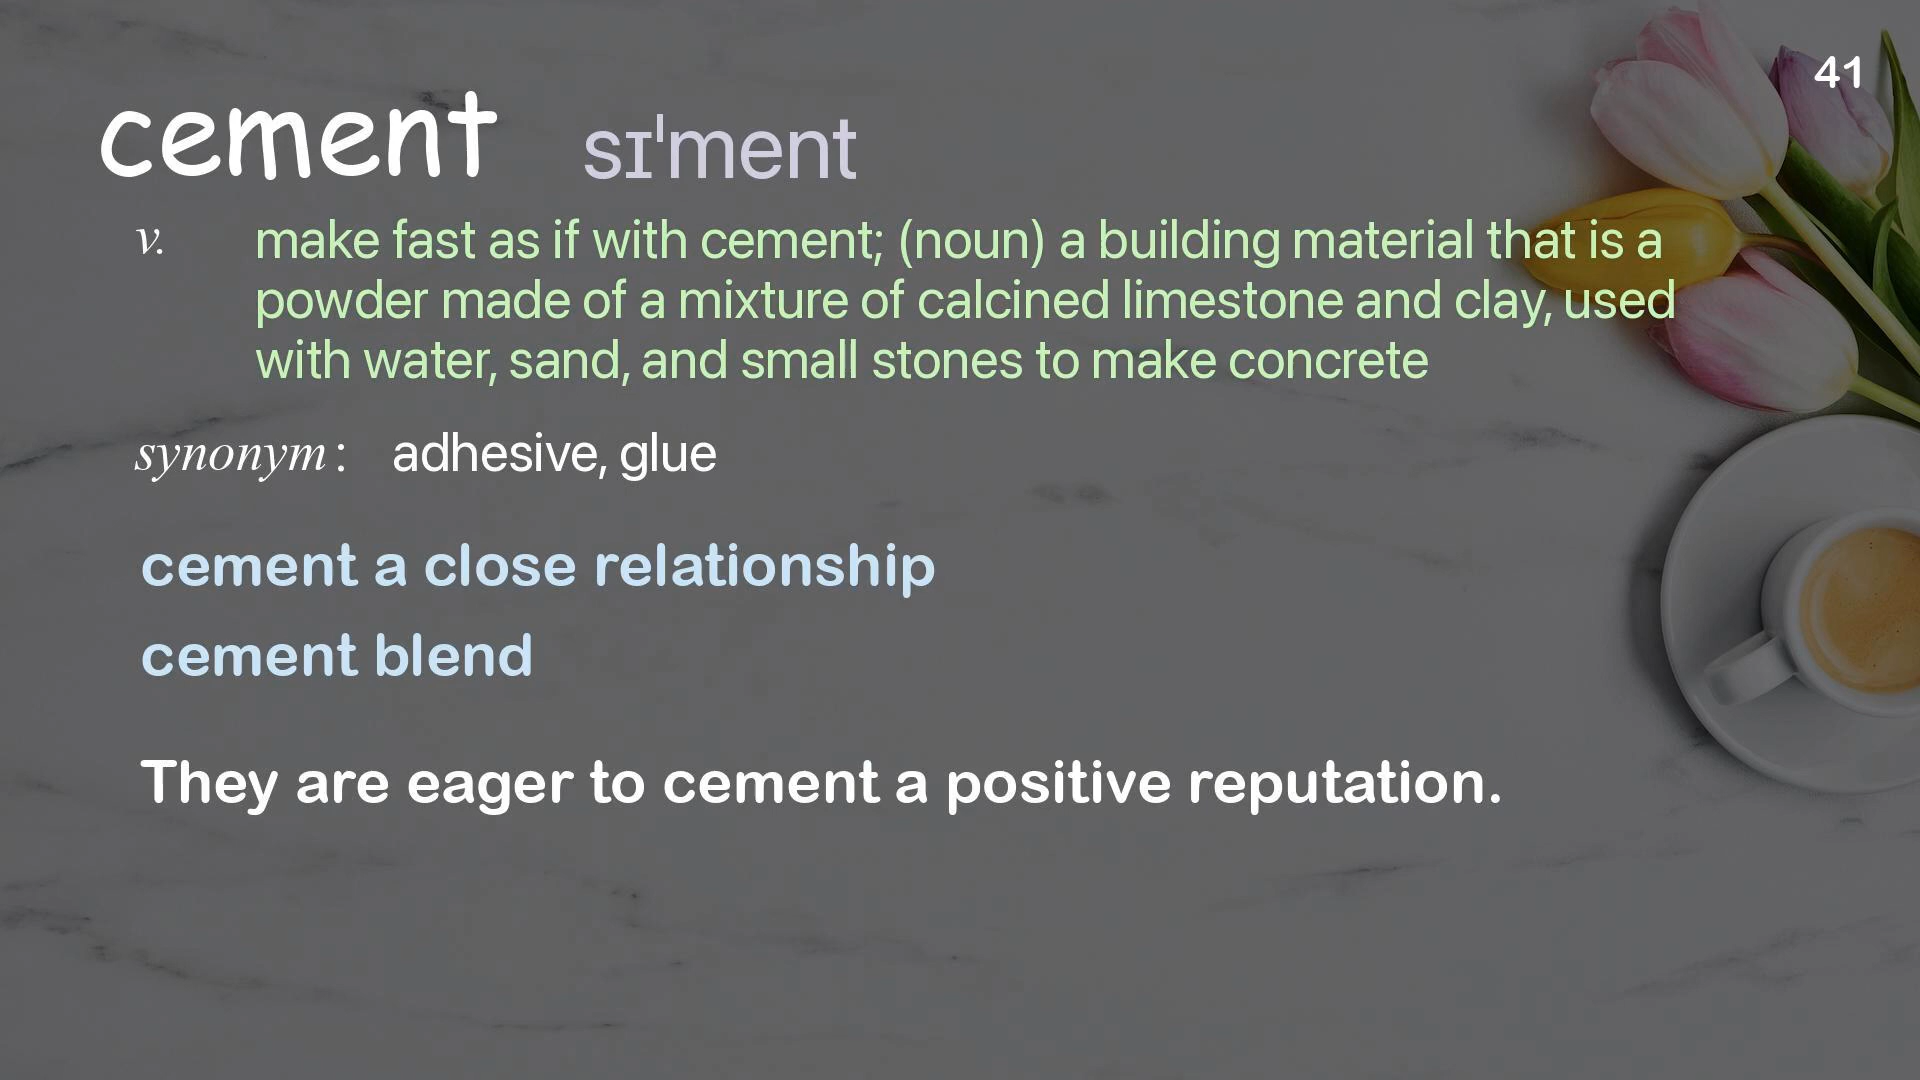 41
cement sɪˈment
v. make fast as if with cement; (noun) a building material that is a
powder made of a mixture of calcined limestone and clay, used
with water, sand, and small stones to make concrete
synonym : adhesive, glue
cement a close relationship
cement blend
They are eager to cement a positive reputation.